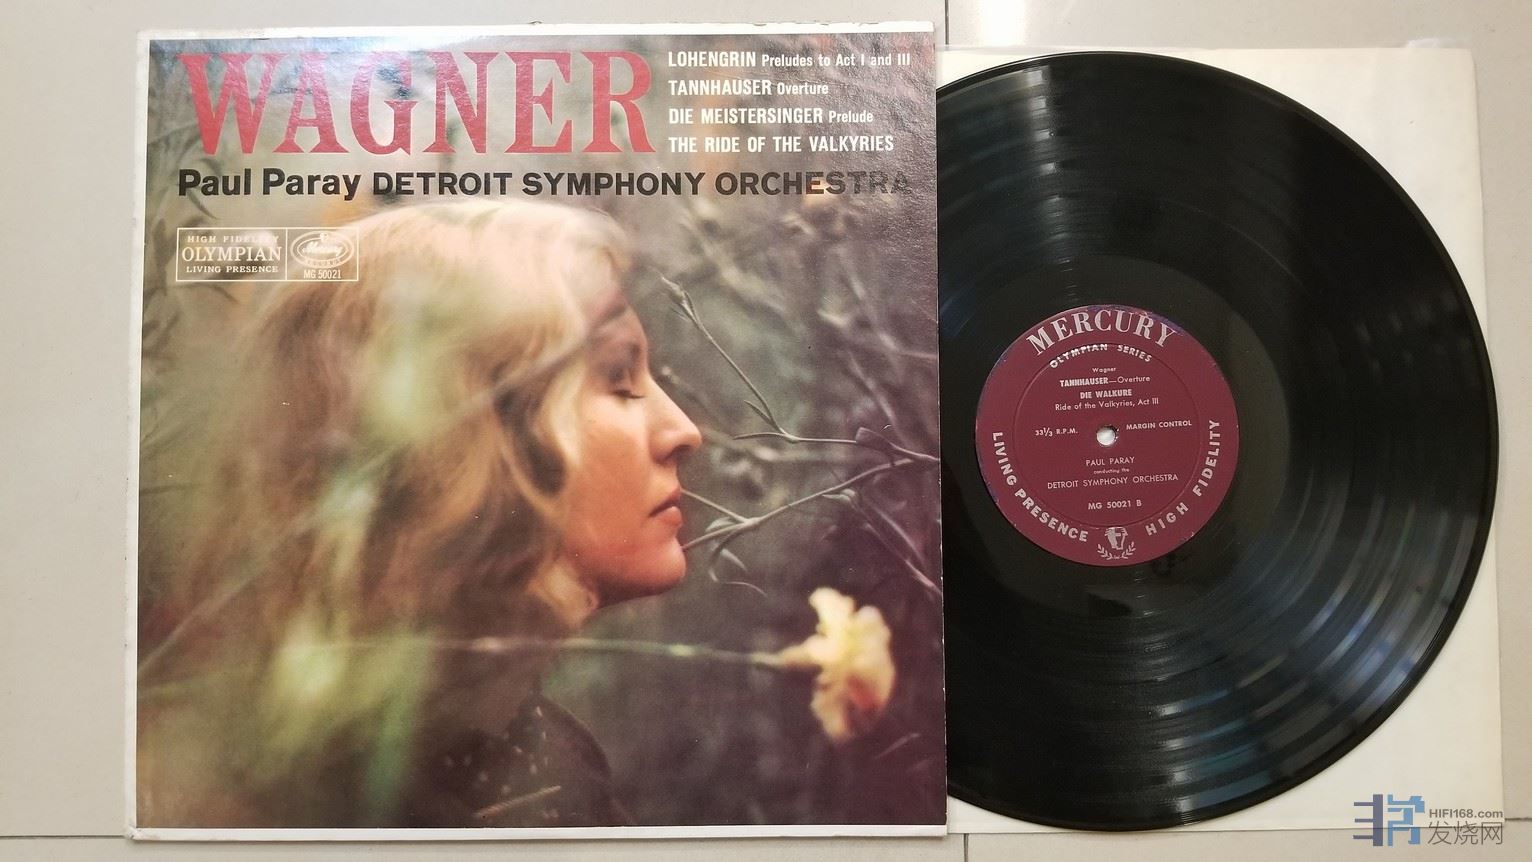 WAGNER
LOHENGRIN Preludes to Act I and III
TANNHAUSER Overture
DIE MEISTERSINGER Prelude
THE RIDE OF THE VALKYRIES
Paul Paray DETROIT SYMPHONY ORCHESTRA
HIGH FIDELITY
OLYMPIAN
LIVING PRESENCE
Mercury
RECORDS
MG 50021
MERCURY
OLYMPIAN SERIES
Wagner
TANNHAUSER—Overture
DIE WALKURE
Ride of the Valkyries, Act III
33⅓ R.P.M.
MARGIN CONTROL
PAUL PARAY
conducting the
DETROIT SYMPHONY ORCHESTRA
MG 50021 B
LIVING PRESENCE
HIGH FIDELITY
HIFI168.com
发烧网